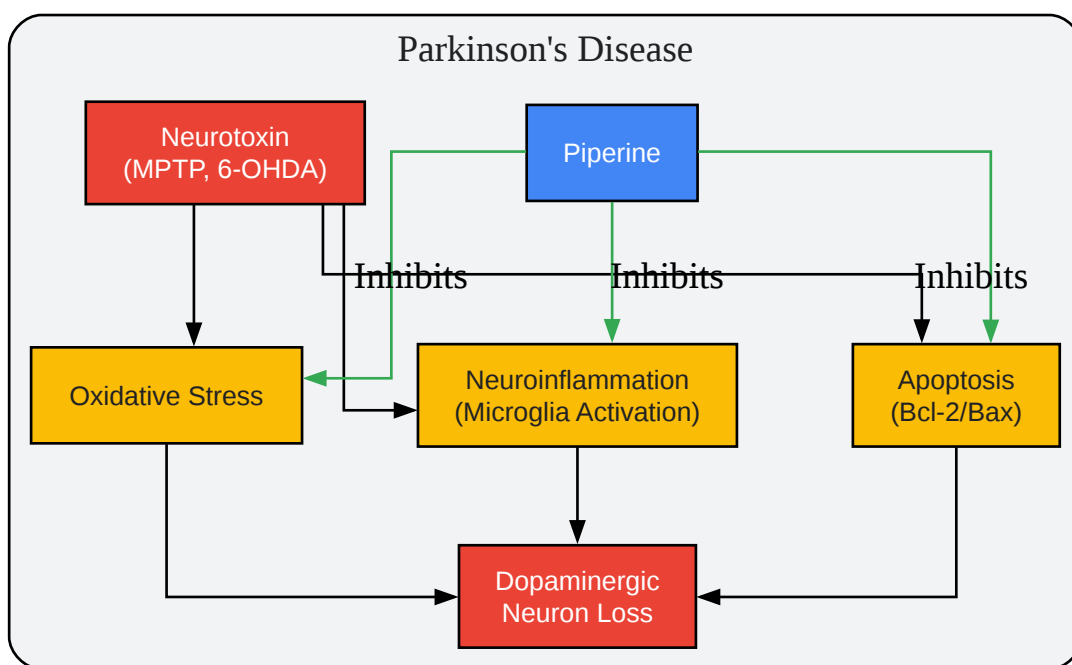 Parkinson's Disease
Neurotoxin
(MPTP, 6-OHDA)
Piperine
Inhibits
Inhibits
Inhibits
Oxidative Stress
Neuroinflammation
(Microglia Activation)
Apoptosis
(Bcl-2/Bax)
Dopaminergic
Neuron Loss